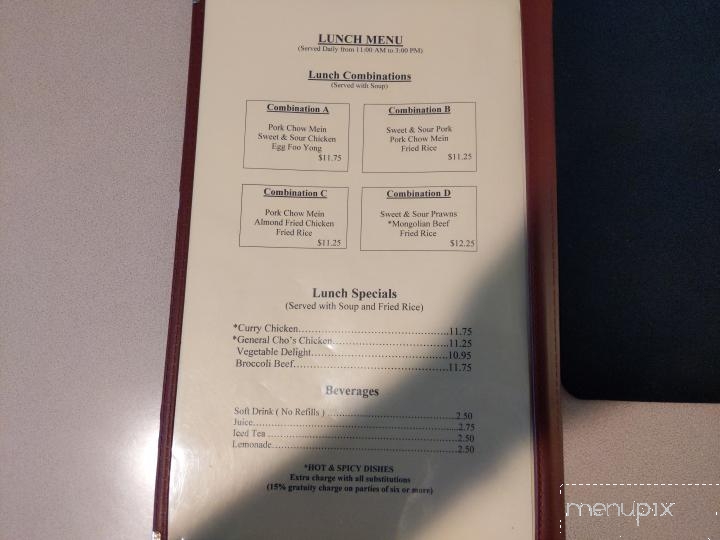 LUNCH MENU
(Served Daily from 11:00 AM to 3:00 PM)
Lunch Combinations
(Served with Soup)
Combination A
Pork Chow Mein
Sweet & Sour Chicken
Egg Foo Yong
$11.75
Combination B
Sweet & Sour Pork
Pork Chow Mein
Fried Rice
$11.25
Combination C
Pork Chow Mein
Almond Fried Chicken
Fried Rice
$11.25
Combination D
Sweet & Sour Prawns
*Mongolian Beef
Fried Rice
$12.25
Lunch Specials
(Served with Soup and Fried Rice)
*Curry Chicken..................................................11.75
*General Cho's Chicken......................................11.25
Vegetable Delight..............................................10.95
Broccoli Beef....................................................11.75
Beverages
Soft Drink ( No Refills ) ......................................2.50
Juice................................................................2.75
Iced Tea ..........................................................2.50
Lemonade........................................................2.50
*HOT & SPICY DISHES
Extra charge with all substitutions
(15% gratuity charge on parties of six or more)
menupix